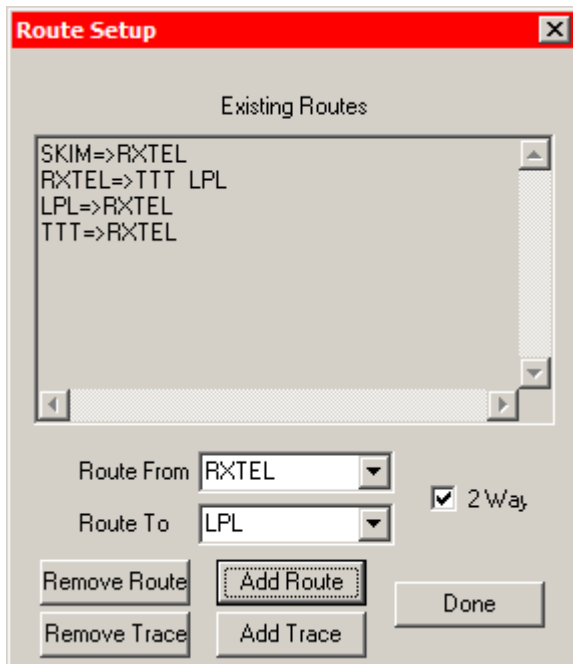 Route Setup
Existing Routes
SKIM=>RXTEL
RXTEL=>TTT LPL
LPL=>RXTEL
TTT=>RXTEL
Route From RXTEL
2 Way
Route To LPL
Remove Route Add Route
Done
Remove Trace Add Trace